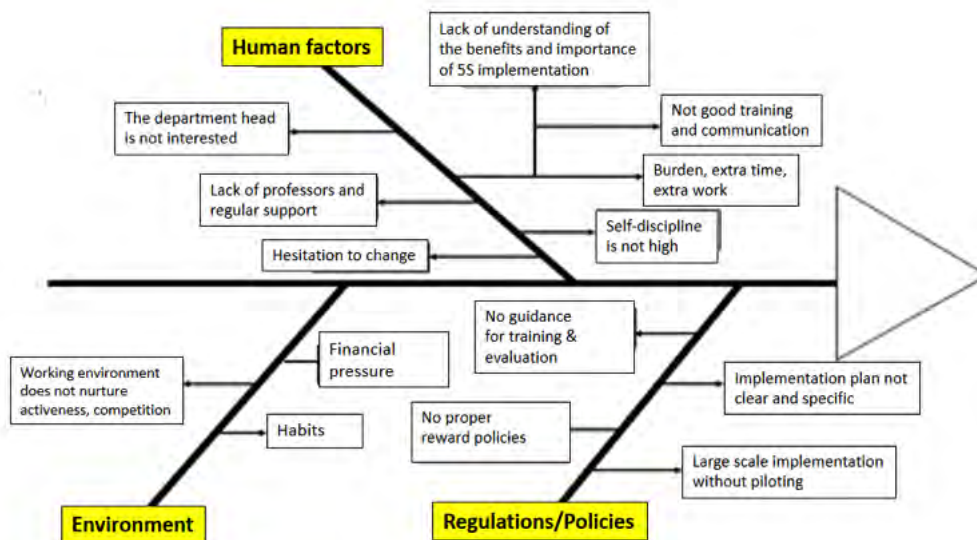 Human factors
Lack of understanding of
the benefits and importance
of 5S implementation
The department head
is not interested
Not good training
and communication
Lack of professors and
regular support
Burden, extra time,
extra work
Hesitation to change
Self-discipline
is not high
No guidance
for training &
evaluation
Financial
pressure
Working environment
does not nurture
activeness, competition
Implementation plan not
clear and specific
Habits
No proper
reward policies
Large scale implementation
without piloting
Environment
Regulations/Policies